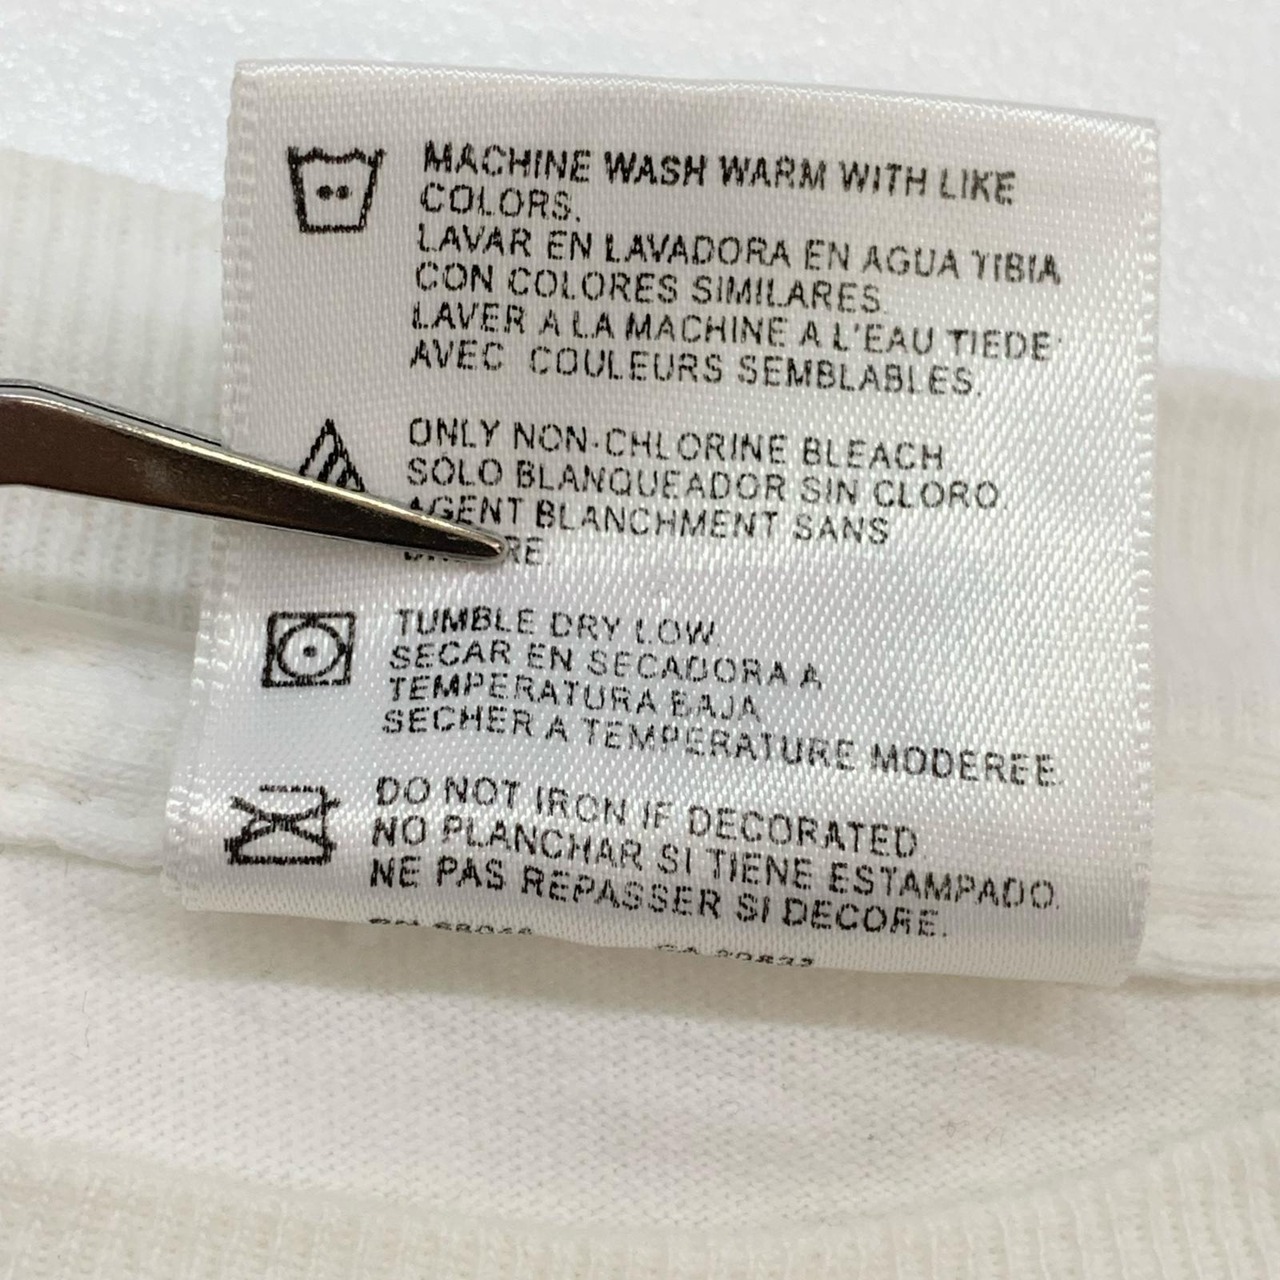 MACHINE WASH WARM WITH LIKE
COLORS.
LAVAR EN LAVADORA EN AGUA TIBIA
CON COLORES SIMILARES.
LAVER A LA MACHINE A L'EAU TIEDE
AVEC COULEURS SEMBLABLES.
ONLY NON-CHLORINE BLEACH
SOLO BLANQUEADOR SIN CLORO.
AGENT BLANCHMENT SANS
TUMBLE DRY LOW.
SECAR EN SECADORA A
TEMPERATURA BAJA
SECHER A TEMPERATURE MODEREE
DO NOT IRON IF DECORATED.
NO PLANCHAR SI TIENE ESTAMPADO.
NE PAS REPASSER SI DECORE.
RN CA